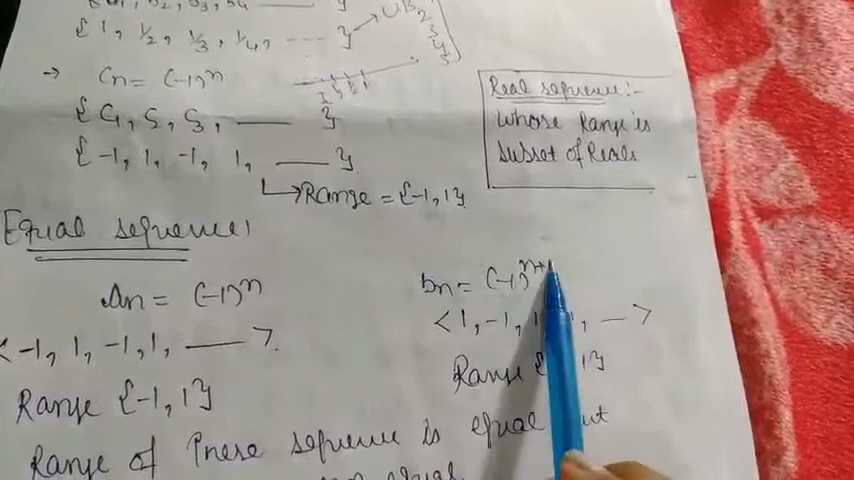 { 1, 1/2, 1/3, 1/4, ---- }
→ Cn = (-1)^n
{ C1, C2, C3, —— }
{ -1, 1, -1, 1, —— }
↳ Range = {-1, 1}
Real sequence :-
whose Range is
subset of Reals
Equal sequence,
an = (-1)^n
< -1, 1, -1, 1, —— >
Range {-1, 1}
bn = (-1)^n+
< 1, -1, 1, —— >
Range { 1}
Range of these sequence is equal
equal